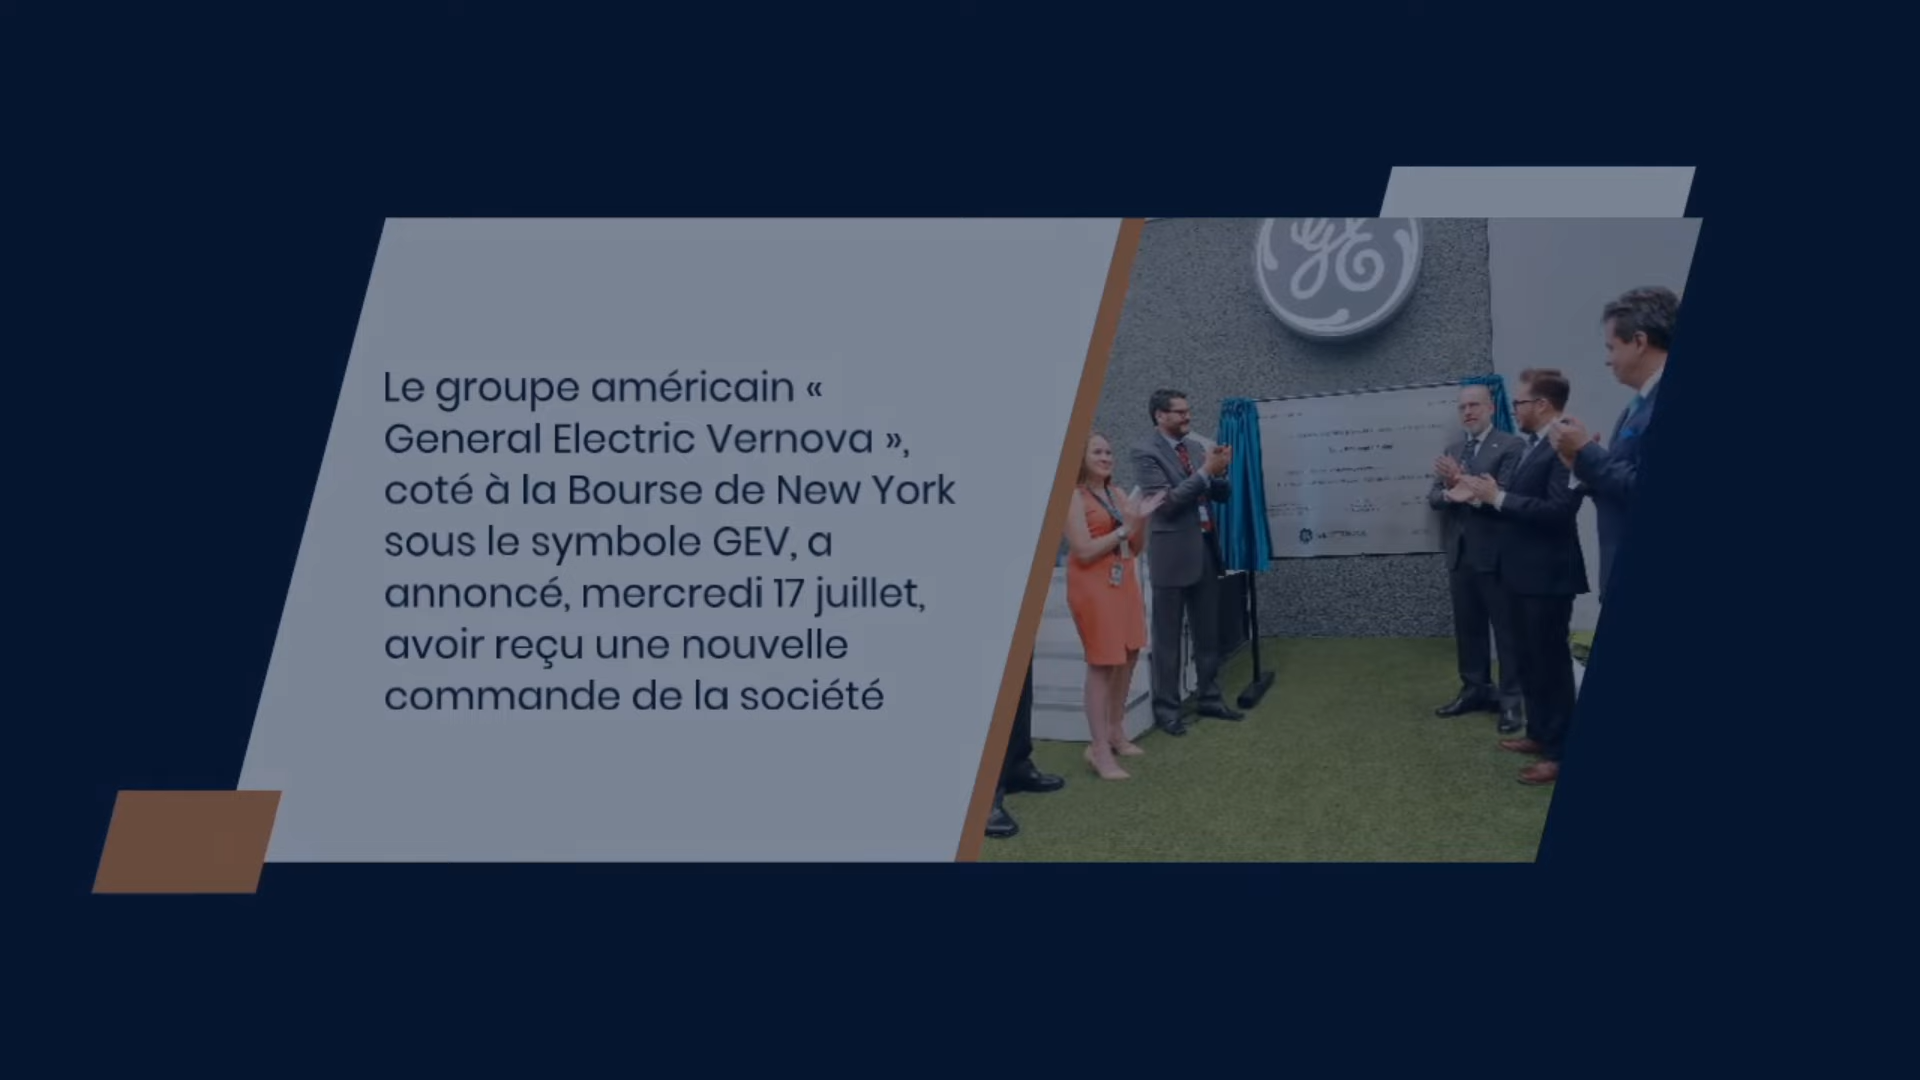 Le groupe américain «
General Electric Vernova »,
coté à la Bourse de New York
sous le symbole GEV, a
annoncé, mercredi 17 juillet,
avoir reçu une nouvelle
commande de la société
GE